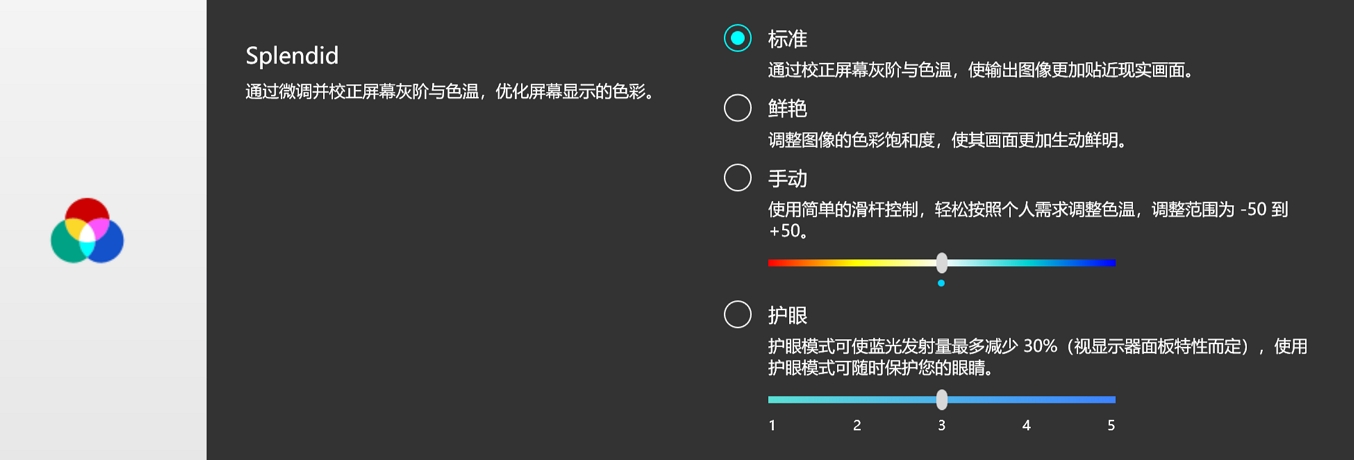 Splendid
通过微调并校正屏幕灰阶与色温，优化屏幕显示的色彩。
标准
通过校正屏幕灰阶与色温，使输出图像更加贴近现实画面。
鲜艳
调整图像的色彩饱和度，使其画面更加生动鲜明。
手动
使用简单的滑杆控制，轻松按照个人需求调整色温，调整范围为 -50 到
+50。
护眼
护眼模式可使蓝光发射量最多减少 30%（视显示器面板特性而定），使用
护眼模式可随时保护您的眼睛。
1 2 3 4 5